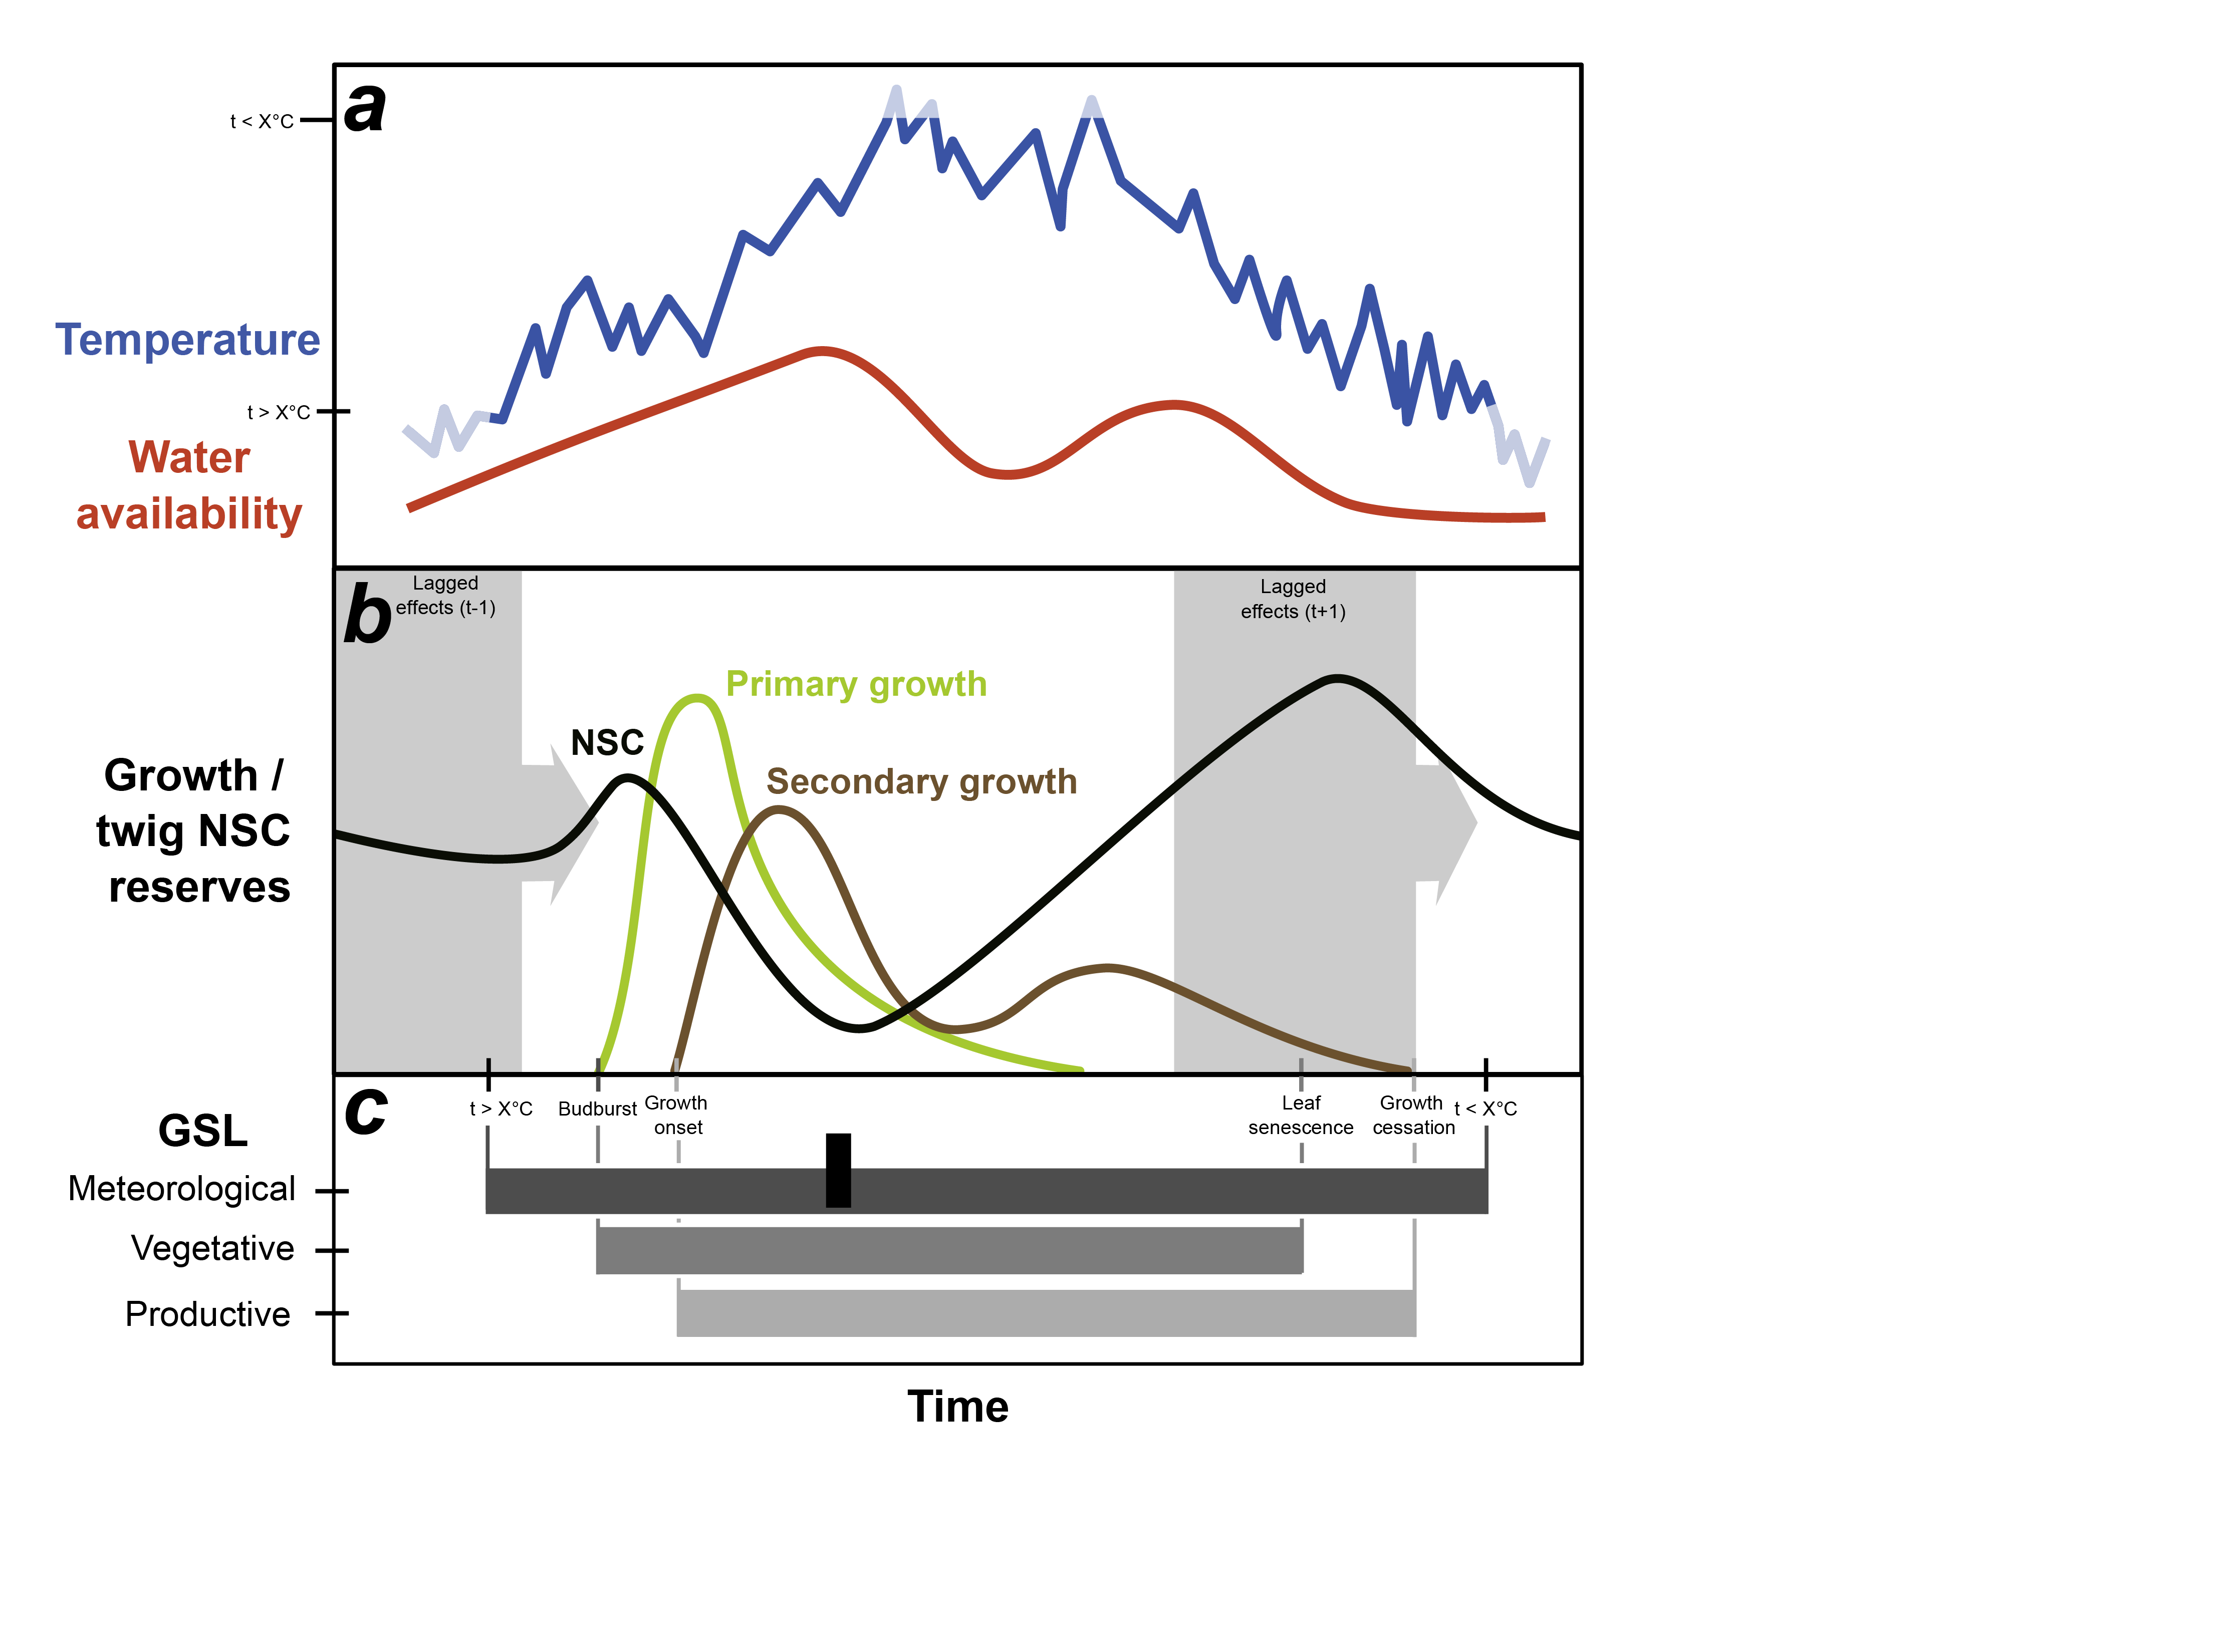 a
t < X°C
Temperature
t > X°C
Water
availability
b
Lagged
effects (t-1)
Lagged
effects (t+1)
Primary growth
NSC
Secondary growth
Growth /
twig NSC
reserves
c
t > X°C
Budburst
Growth
onset
Leaf
senescence
Growth
cessation
t < X°C
GSL
Meteorological
Vegetative
Productive
Time